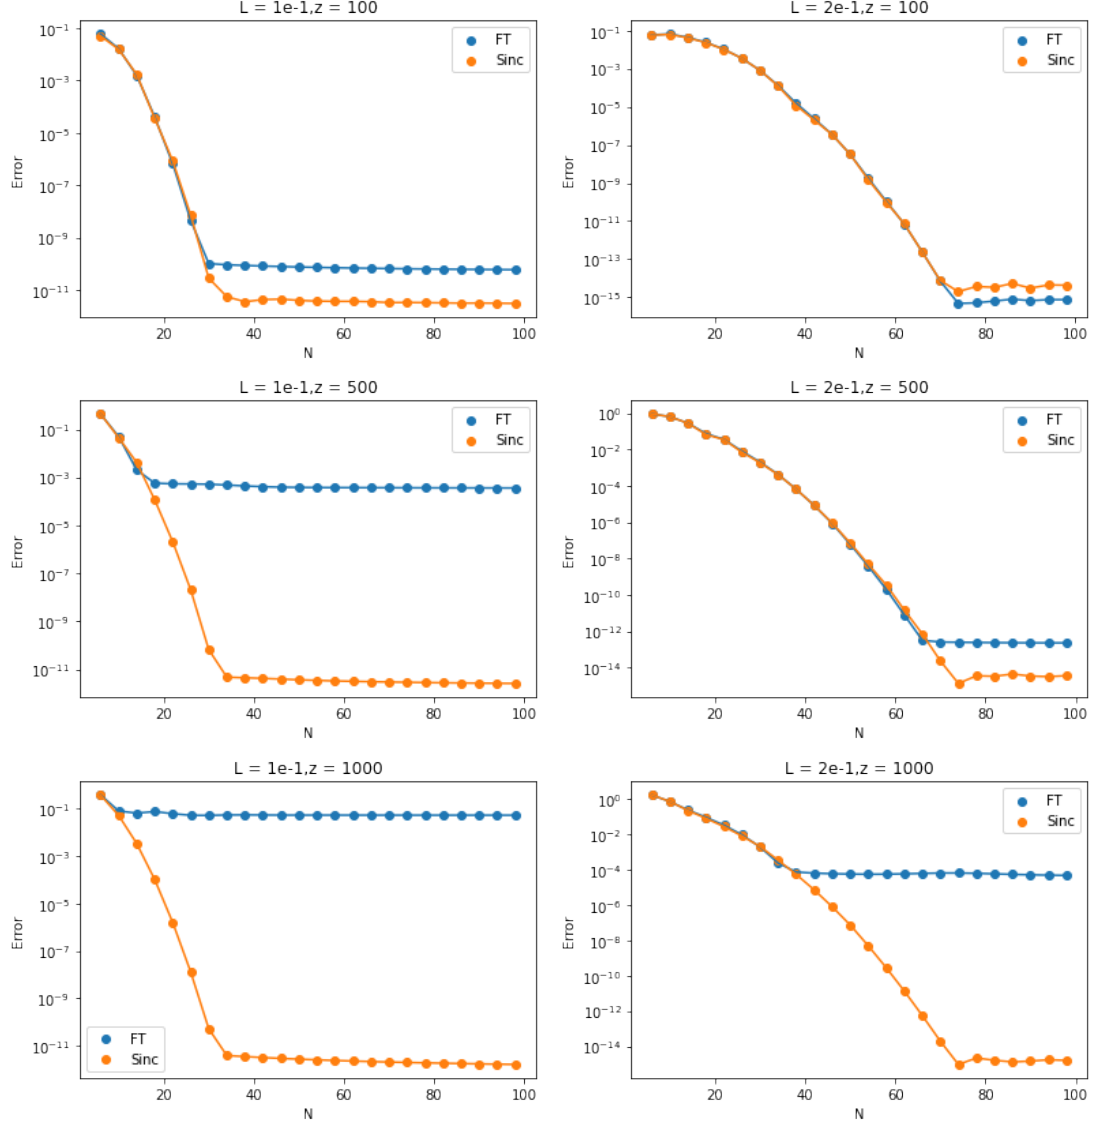 L = 1e-1,z = 100
10⁻¹
10⁻³
10⁻⁵
10⁻⁷
10⁻⁹
10⁻¹¹
Error
FT
Sinc
20 40 60 80 100
N
L = 2e-1,z = 100
10⁻¹
10⁻³
10⁻⁵
10⁻⁷
10⁻⁹
10⁻¹¹
10⁻¹³
10⁻¹⁵
Error
FT
Sinc
20 40 60 80 100
N
L = 1e-1,z = 500
10⁻¹
10⁻³
10⁻⁵
10⁻⁷
10⁻⁹
10⁻¹¹
Error
FT
Sinc
20 40 60 80 100
N
L = 2e-1,z = 500
10⁰
10⁻²
10⁻⁴
10⁻⁶
10⁻⁸
10⁻¹⁰
10⁻¹²
10⁻¹⁴
Error
FT
Sinc
20 40 60 80 100
N
L = 1e-1,z = 1000
10⁻¹
10⁻³
10⁻⁵
10⁻⁷
10⁻⁹
10⁻¹¹
Error
FT
Sinc
20 40 60 80 100
N
L = 2e-1,z = 1000
10⁰
10⁻²
10⁻⁴
10⁻⁶
10⁻⁸
10⁻¹⁰
10⁻¹²
10⁻¹⁴
Error
FT
Sinc
20 40 60 80 100
N